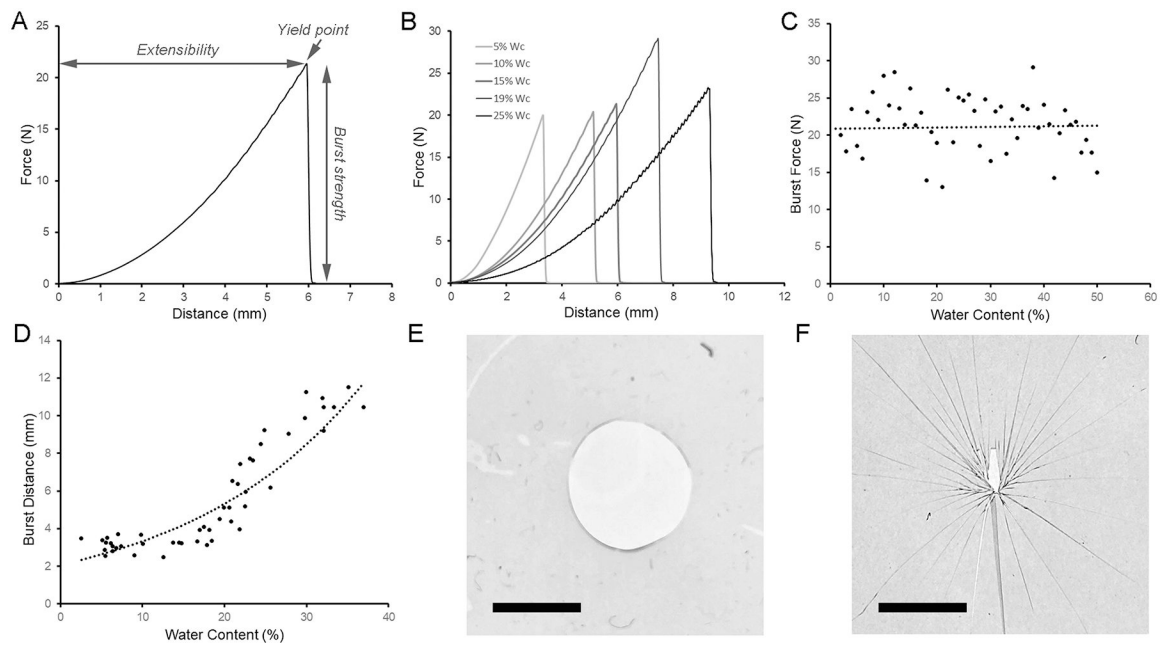 A
Force (N)
25
20
15
10
5
0
Extensibility
Yield point
Burst strength
0 1 2 3 4 5 6 7 8
Distance (mm)
B
Force (N)
30
25
20
15
10
5
0
5% Wc
10% Wc
15% Wc
19% Wc
25% Wc
0 2 4 6 8 10 12
Distance (mm)
C
Burst Force (N)
35
30
25
20
15
10
5
0
0 10 20 30 40 50 60
Water Content (%)
D
Burst Distance (mm)
14
12
10
8
6
4
2
0
0 10 20 30 40
Water Content (%)
E
F